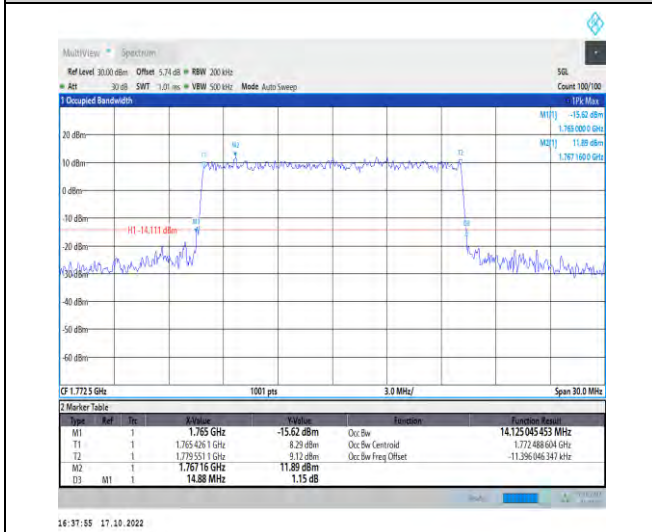 MultiView Spectrum
Ref Level 30.00 dBm Offset 5.74 dB RBW 200 kHz SGL
Att 30 dB SWT 1.01 ms VBW 500 kHz Mode Auto Sweep Count 100/100
1 Occupied Bandwidth 1Pk Max
M1[1] -15.62 dBm
1.765 000 0 GHz
M2[1] 11.89 dBm
1.767 160 0 GHz
20 dBm
M2
T1 T2
10 dBm
0 dBm
-10 dBm
M1 D3
H1 -14.111 dBm
-20 dBm
-30 dBm
-40 dBm
-50 dBm
-60 dBm
CF 1.772 5 GHz 1001 pts 3.0 MHz/ Span 30.0 MHz
2 Marker Table
Type Ref Trc X-Value Y-Value Function Function Result
M1 1 1.765 GHz -15.62 dBm Occ Bw 14.125 045 453 MHz
T1 1 1.765 426 1 GHz 8.29 dBm Occ Bw Centroid 1.772 488 604 GHz
T2 1 1.779 551 1 GHz 9.12 dBm Occ Bw Freq Offset -11.396 046 347 kHz
M2 1 1.767 16 GHz 11.89 dBm
D3 M1 1 14.88 MHz 1.15 dB
16:37:55 17.10.2022